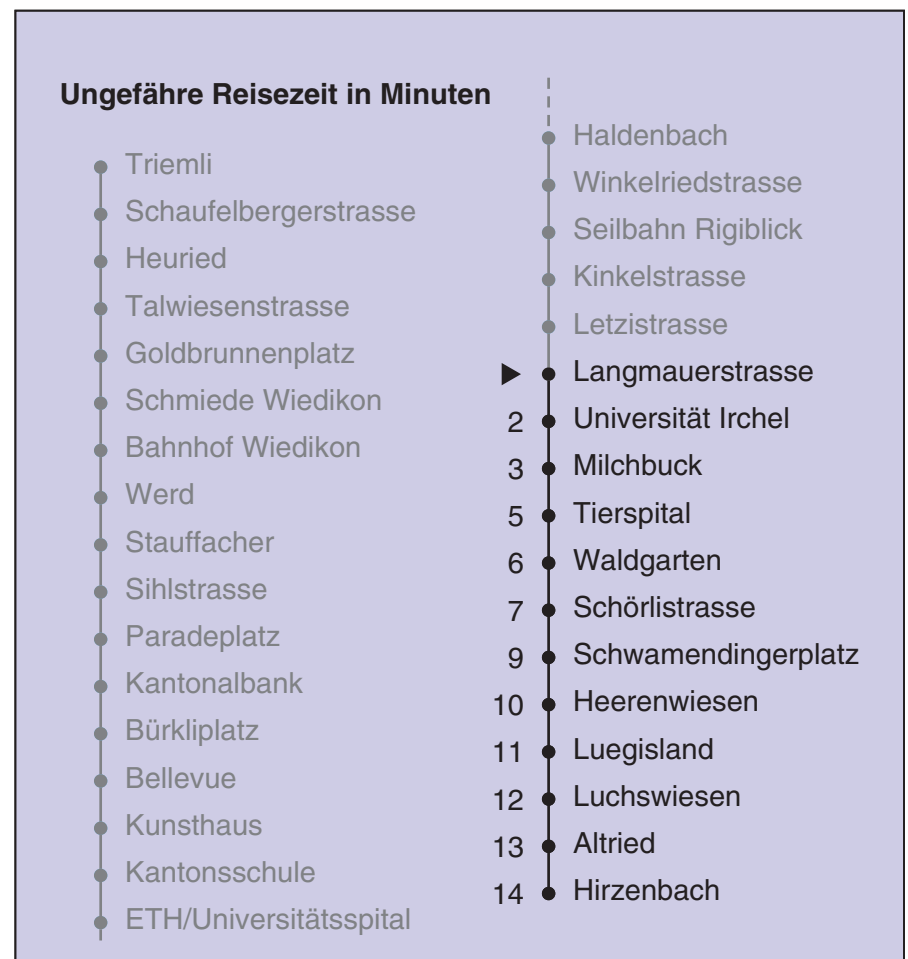 Ungefähre Reisezeit in Minuten
Triemli
Schaufelbergerstrasse
Heuried
Talwiesenstrasse
Goldbrunnenplatz
Schmiede Wiedikon
Bahnhof Wiedikon
Werd
Stauffacher
Sihlstrasse
Paradeplatz
Kantonalbank
Bürkliplatz
Bellevue
Kunsthaus
Kantonsschule
ETH/Universitätsspital
Haldenbach
Winkelriedstrasse
Seilbahn Rigiblick
Kinkelstrasse
Letzistrasse
Langmauerstrasse
2 Universität Irchel
3 Milchbuck
5 Tierspital
6 Waldgarten
7 Schörlistrasse
9 Schwamendingerplatz
10 Heerenwiesen
11 Luegisland
12 Luchswiesen
13 Altried
14 Hirzenbach